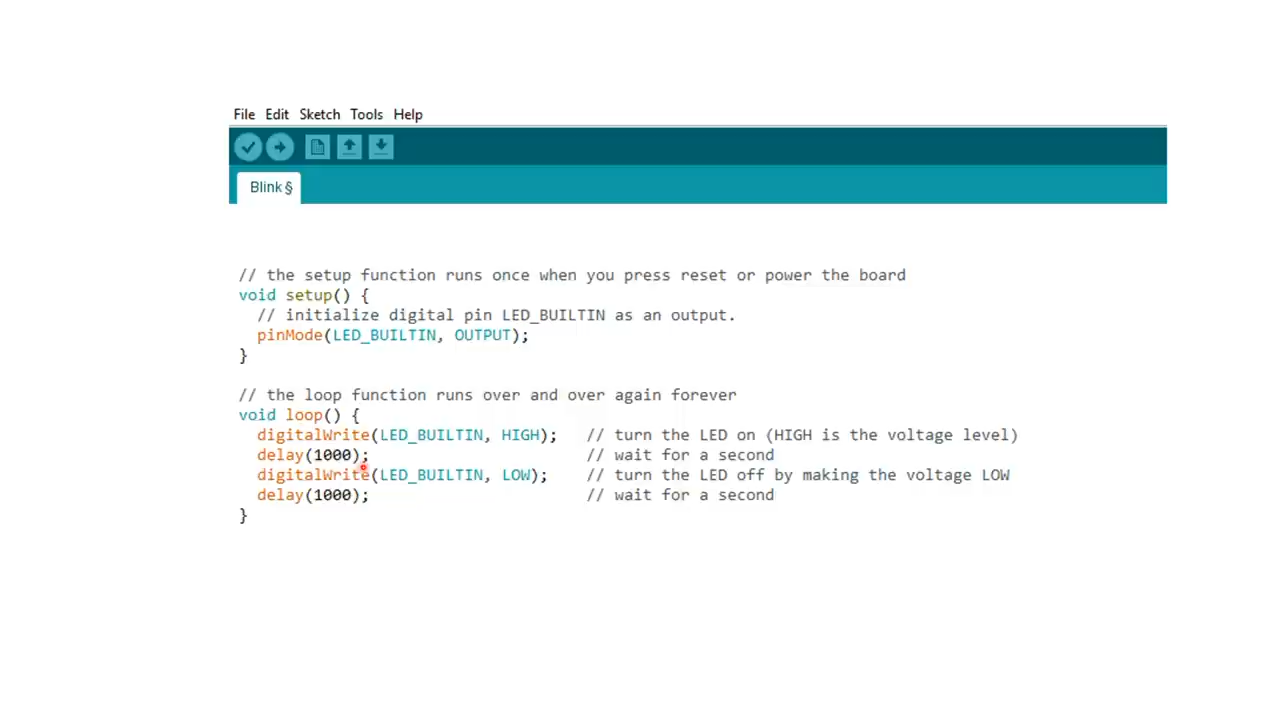 File Edit Sketch Tools Help
Blink §
// the setup function runs once when you press reset or power the board
void setup() {
  // initialize digital pin LED_BUILTIN as an output.
  pinMode(LED_BUILTIN, OUTPUT);
}
// the loop function runs over and over again forever
void loop() {
  digitalWrite(LED_BUILTIN, HIGH);   // turn the LED on (HIGH is the voltage level)
  delay(1000);                       // wait for a second
  digitalWrite(LED_BUILTIN, LOW);    // turn the LED off by making the voltage LOW
  delay(1000);                       // wait for a second
}